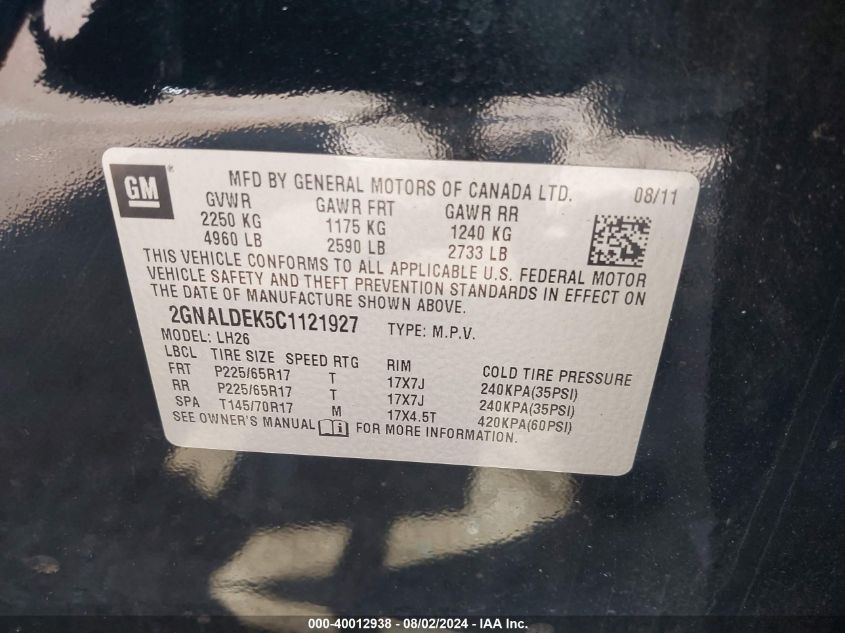 GM ® MFD BY GENERAL MOTORS OF CANADA LTD. 08/11
GVWR GAWR FRT GAWR RR
2250 KG 1175 KG 1240 KG
4960 LB 2590 LB 2733 LB
THIS VEHICLE CONFORMS TO ALL APPLICABLE U.S. FEDERAL MOTOR
VEHICLE SAFETY AND THEFT PREVENTION STANDARDS IN EFFECT ON
THE DATE OF MANUFACTURE SHOWN ABOVE.
2GNALDEK5C1121927 TYPE: M.P.V.
MODEL: LH26
LBCL TIRE SIZE SPEED RTG RIM COLD TIRE PRESSURE
FRT P225/65R17 T 17X7J 240KPA(35PSI)
RR P225/65R17 T 17X7J 240KPA(35PSI)
SPA T145/70R17 M 17X4.5T 420KPA(60PSI)
SEE OWNER'S MANUAL FOR MORE INFORMATION.
000-40012938 - 08/02/2024 - IAA Inc.